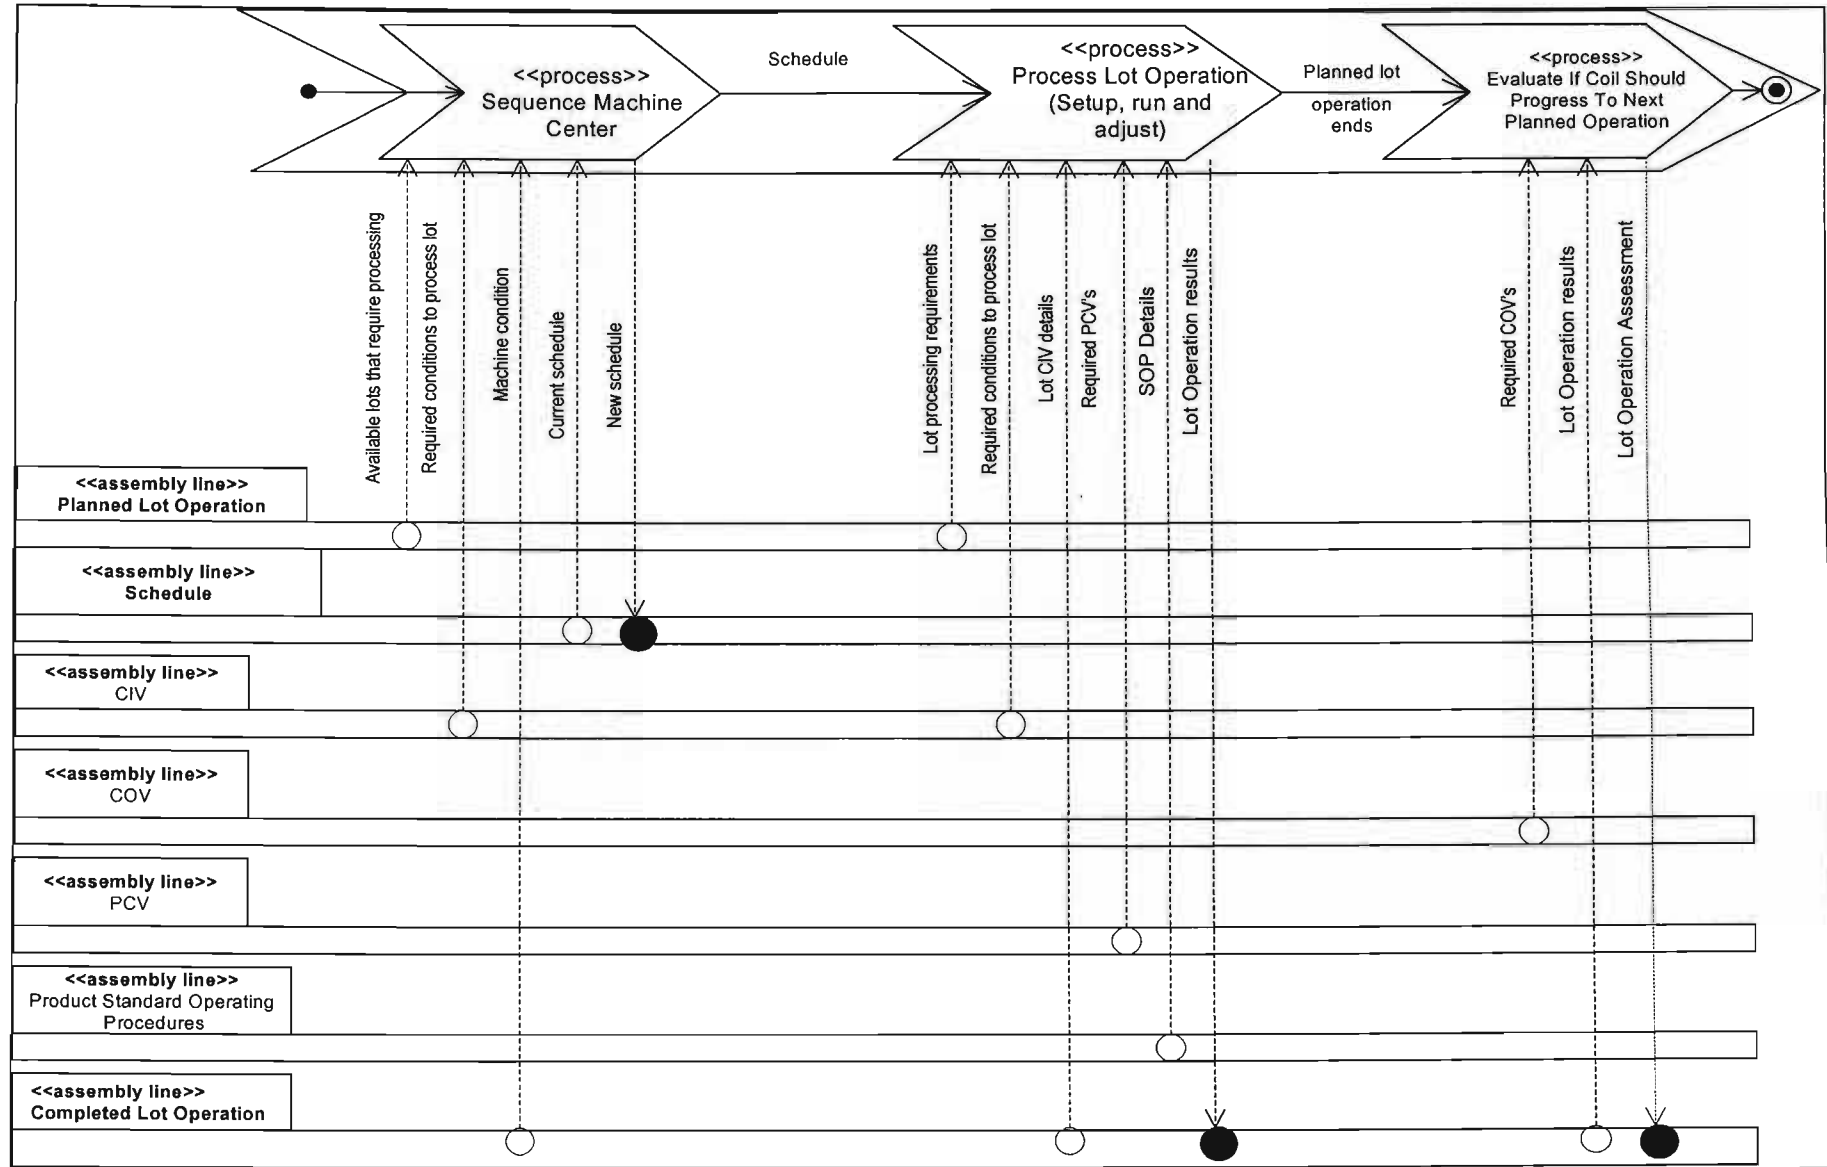 <<process>>
Sequence Machine
Center
Schedule
<<process>>
Process Lot Operation
(Setup, run and
adjust)
Planned lot
operation
ends
<<process>>
Evaluate If Coil Should
Progress To Next
Planned Operation
Available lots that require processing
Required conditions to process lot
Machine condition
Current schedule
New schedule
Lot processing requirements
Required conditions to process lot
Lot CIV details
Required PCV's
SOP Details
Lot Operation results
Required COV's
Lot Operation results
Lot Operation Assessment
<<assembly line>>
Planned Lot Operation
<<assembly line>>
Schedule
<<assembly line>>
CIV
<<assembly line>>
COV
<<assembly line>>
PCV
<<assembly line>>
Product Standard Operating
Procedures
<<assembly line>>
Completed Lot Operation